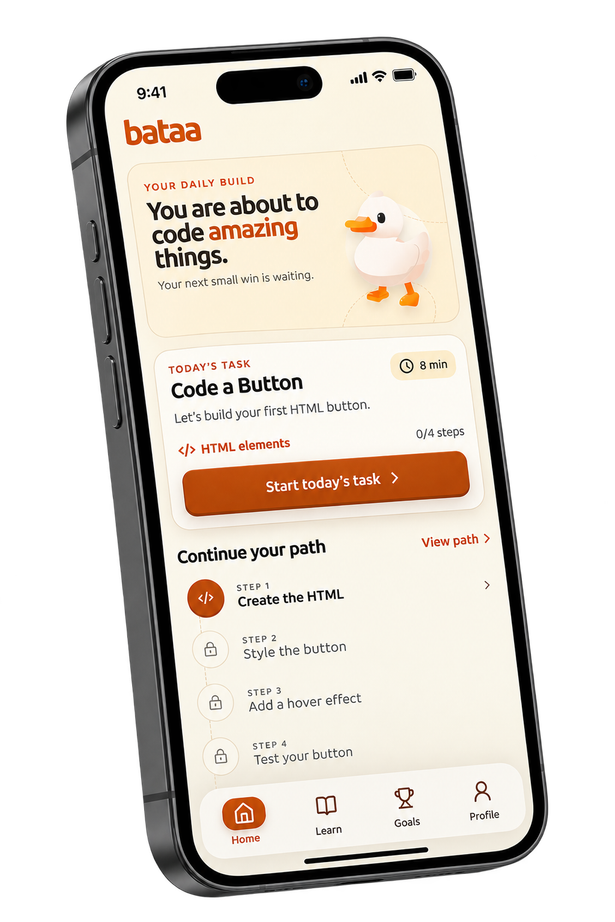 9:41
bataa
YOUR DAILY BUILD
You are about to
code amazing
things.
Your next small win is waiting.
TODAY'S TASK
8 min
Code a Button
Let's build your first HTML button.
</> HTML elements
0/4 steps
Start today's task
Continue your path
View path
</>
STEP 1
Create the HTML
STEP 2
Style the button
STEP 3
Add a hover effect
STEP 4
Test your button
Home
Learn
Goals
Profile